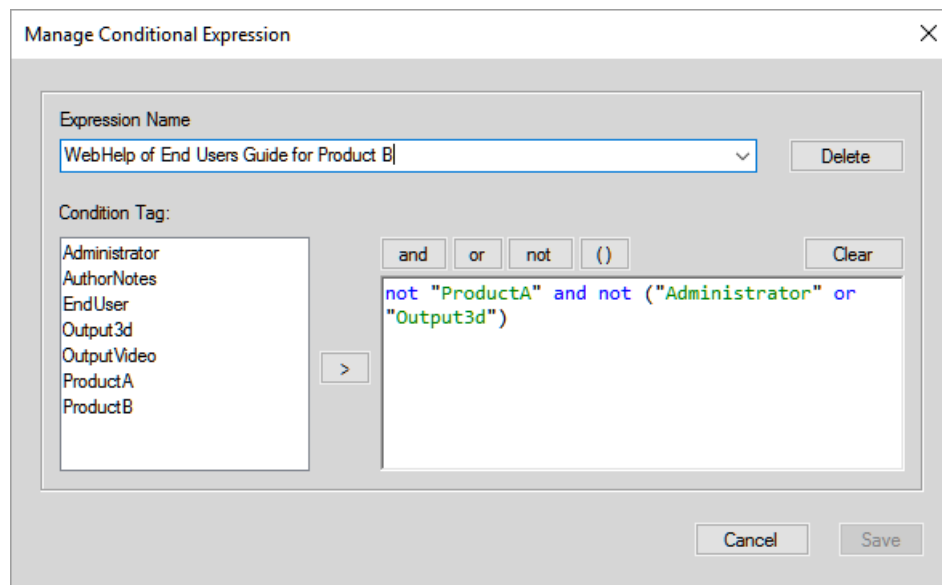 Manage Conditional Expression
Expression Name
WebHelp of End Users Guide for Product B
Delete
Condition Tag:
Administrator
AuthorNotes
EndUser
Output3d
OutputVideo
ProductA
ProductB
>
and or not () Clear
not "ProductA" and not ("Administrator" or
"Output3d")
Cancel Save